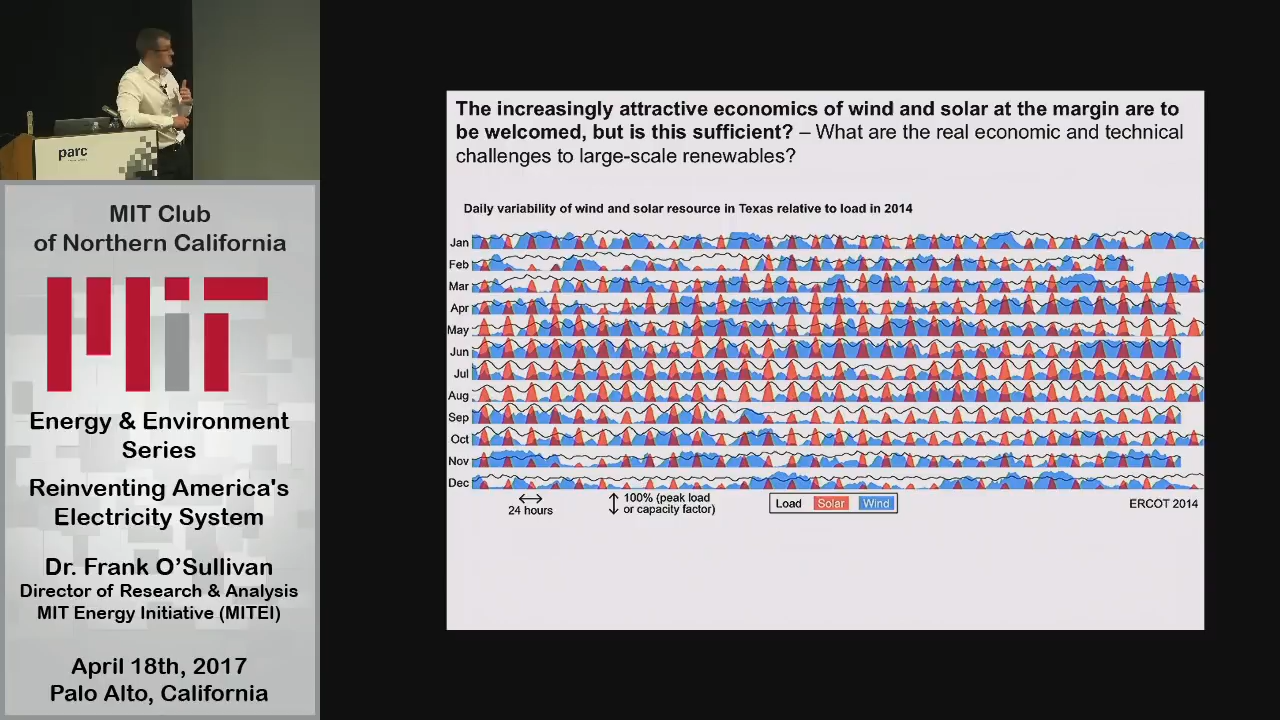 parc
MIT Club
of Northern California
MIT
Energy & Environment
Series
Reinventing America's
Electricity System
Dr. Frank O'Sullivan
Director of Research & Analysis
MIT Energy Initiative (MITEI)
April 18th, 2017
Palo Alto, California
The increasingly attractive economics of wind and solar at the margin are to
be welcomed, but is this sufficient? – What are the real economic and technical
challenges to large-scale renewables?
Daily variability of wind and solar resource in Texas relative to load in 2014
Jan
Feb
Mar
Apr
May
Jun
Jul
Aug
Sep
Oct
Nov
Dec
24 hours
100% (peak load
or capacity factor)
Load Solar Wind
ERCOT 2014